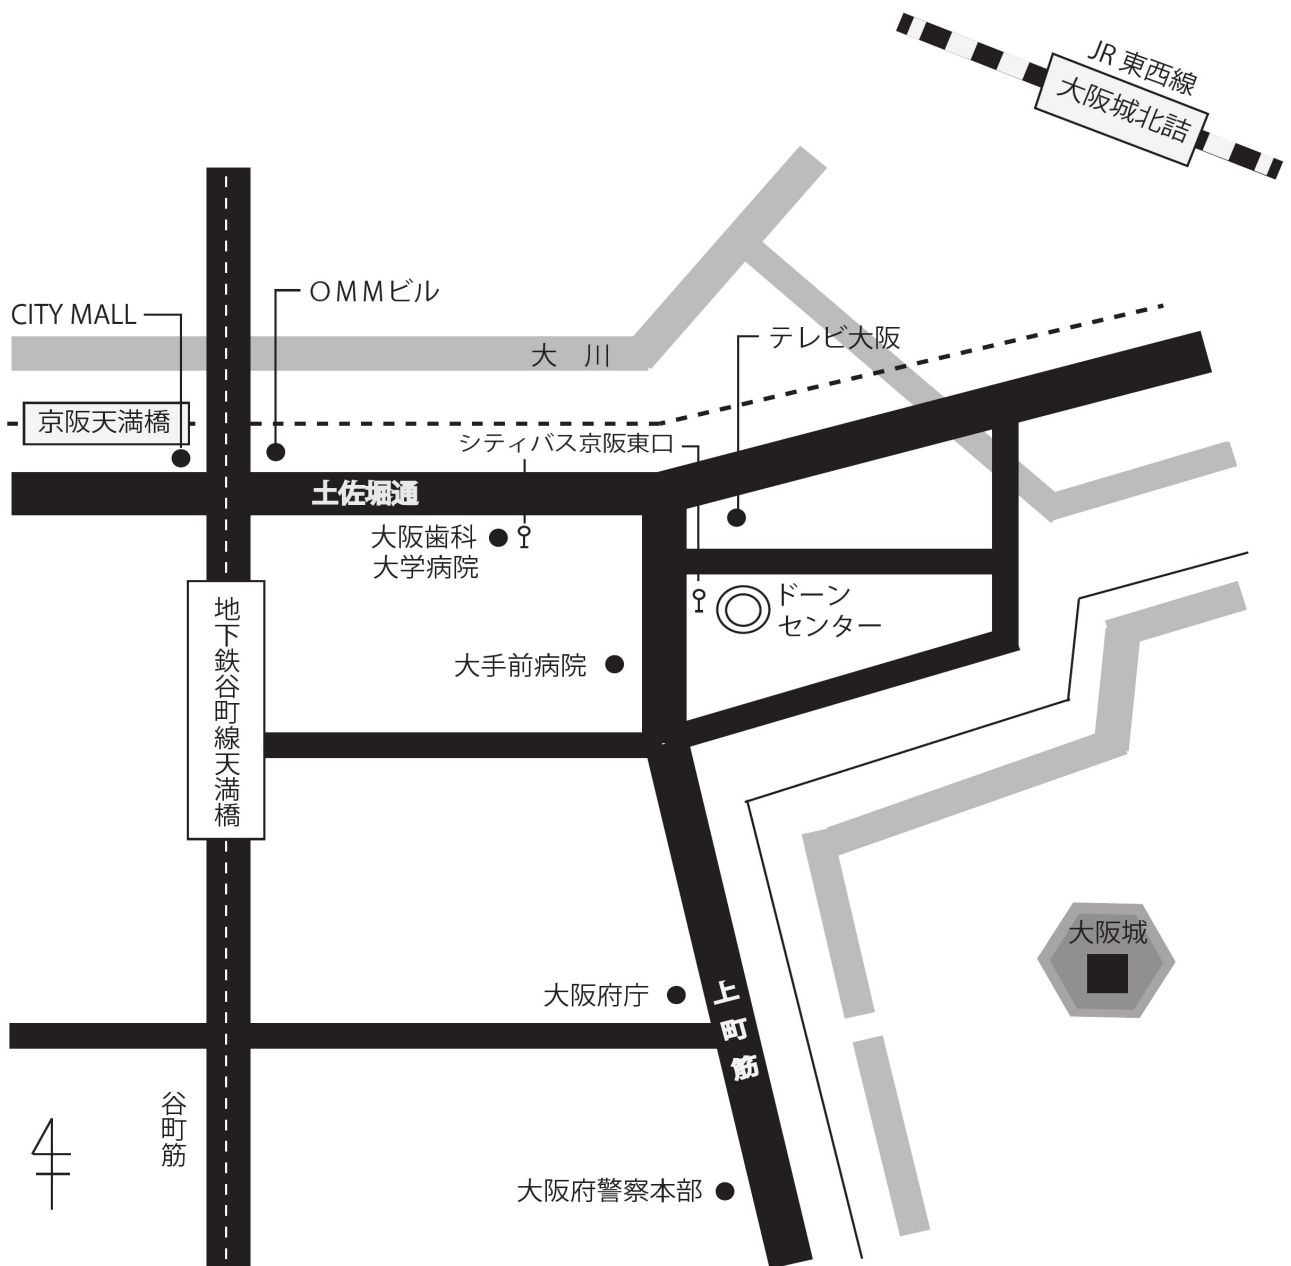 JR 東西線
大阪城北詰
OMMビル
CITY MALL
テレビ大阪
大　川
京阪天満橋
シティバス京阪東口
土佐堀通
大阪歯科
大学病院
ドーン
センター
地下鉄谷町線天満橋
大手前病院
大阪城
大阪府庁
上町筋
谷町筋
大阪府警察本部